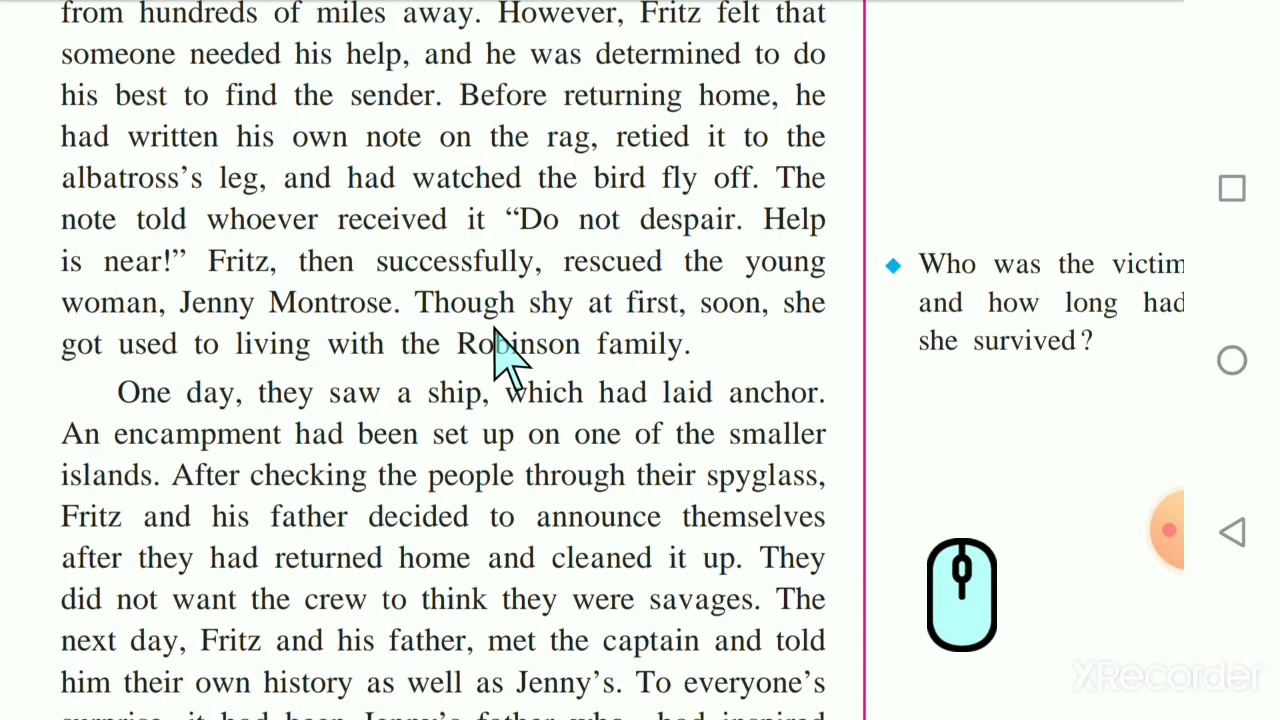 from hundreds of miles away. However, Fritz felt that
someone needed his help, and he was determined to do
his best to find the sender. Before returning home, he
had written his own note on the rag, retied it to the
albatross’s leg, and had watched the bird fly off. The
note told whoever received it “Do not despair. Help
is near!” Fritz, then successfully, rescued the young
woman, Jenny Montrose. Though shy at first, soon, she
got used to living with the Robinson family.
One day, they saw a ship, which had laid anchor.
An encampment had been set up on one of the smaller
islands. After checking the people through their spyglass,
Fritz and his father decided to announce themselves
after they had returned home and cleaned it up. They
did not want the crew to think they were savages. The
next day, Fritz and his father, met the captain and told
him their own history as well as Jenny’s. To everyone’s
surprise, it had been Jenny’s father who had inspired
Who was the victim
and how long had
she survived?
XRecorder